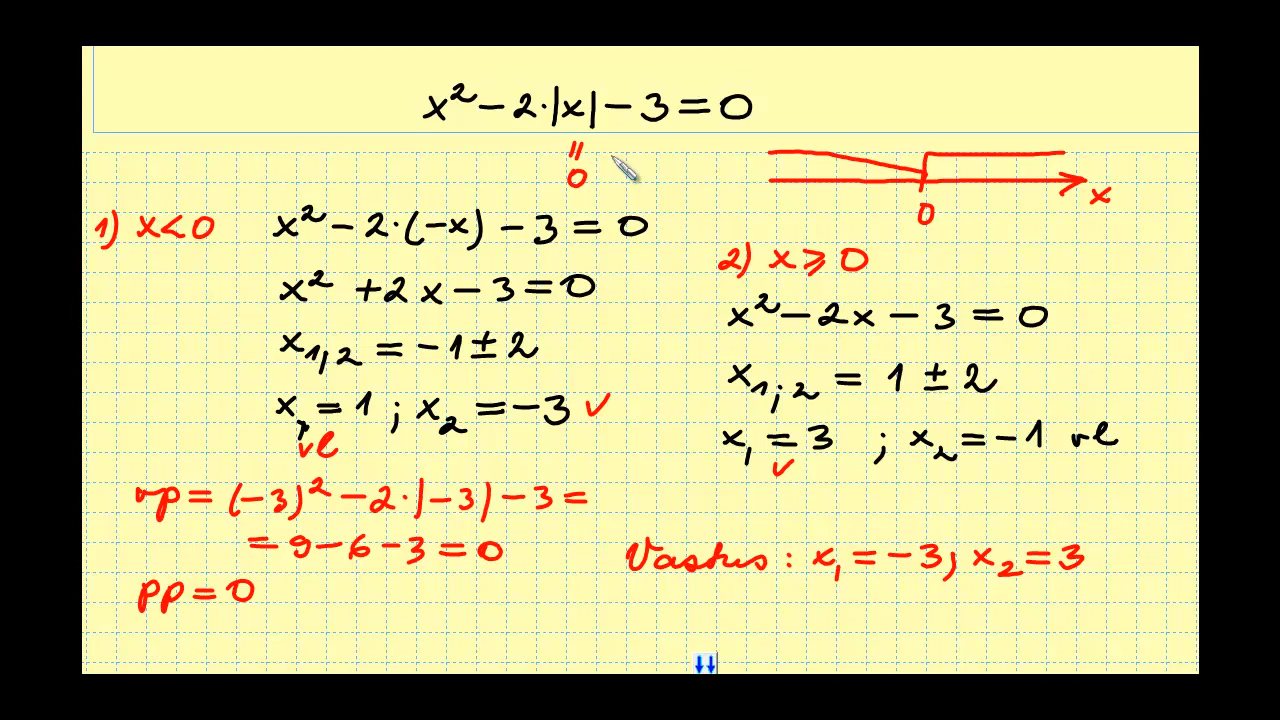 x² - 2·|x| - 3 = 0
=
0
x
0
1) x < 0 x² - 2·(-x) - 3 = 0
x² + 2x - 3 = 0
x₁,₂ = -1 ± 2
x₁ = 1 ; x₂ = -3 ✓
vl
vp = (-3)² - 2·|-3| - 3 =
= 9 - 6 - 3 = 0
pp = 0
2) x ⩾ 0
x² - 2x - 3 = 0
x₁;₂ = 1 ± 2
x₁ = 3 ; x₂ = -1 vl
✓
Vastus : x₁ = -3; x₂ = 3